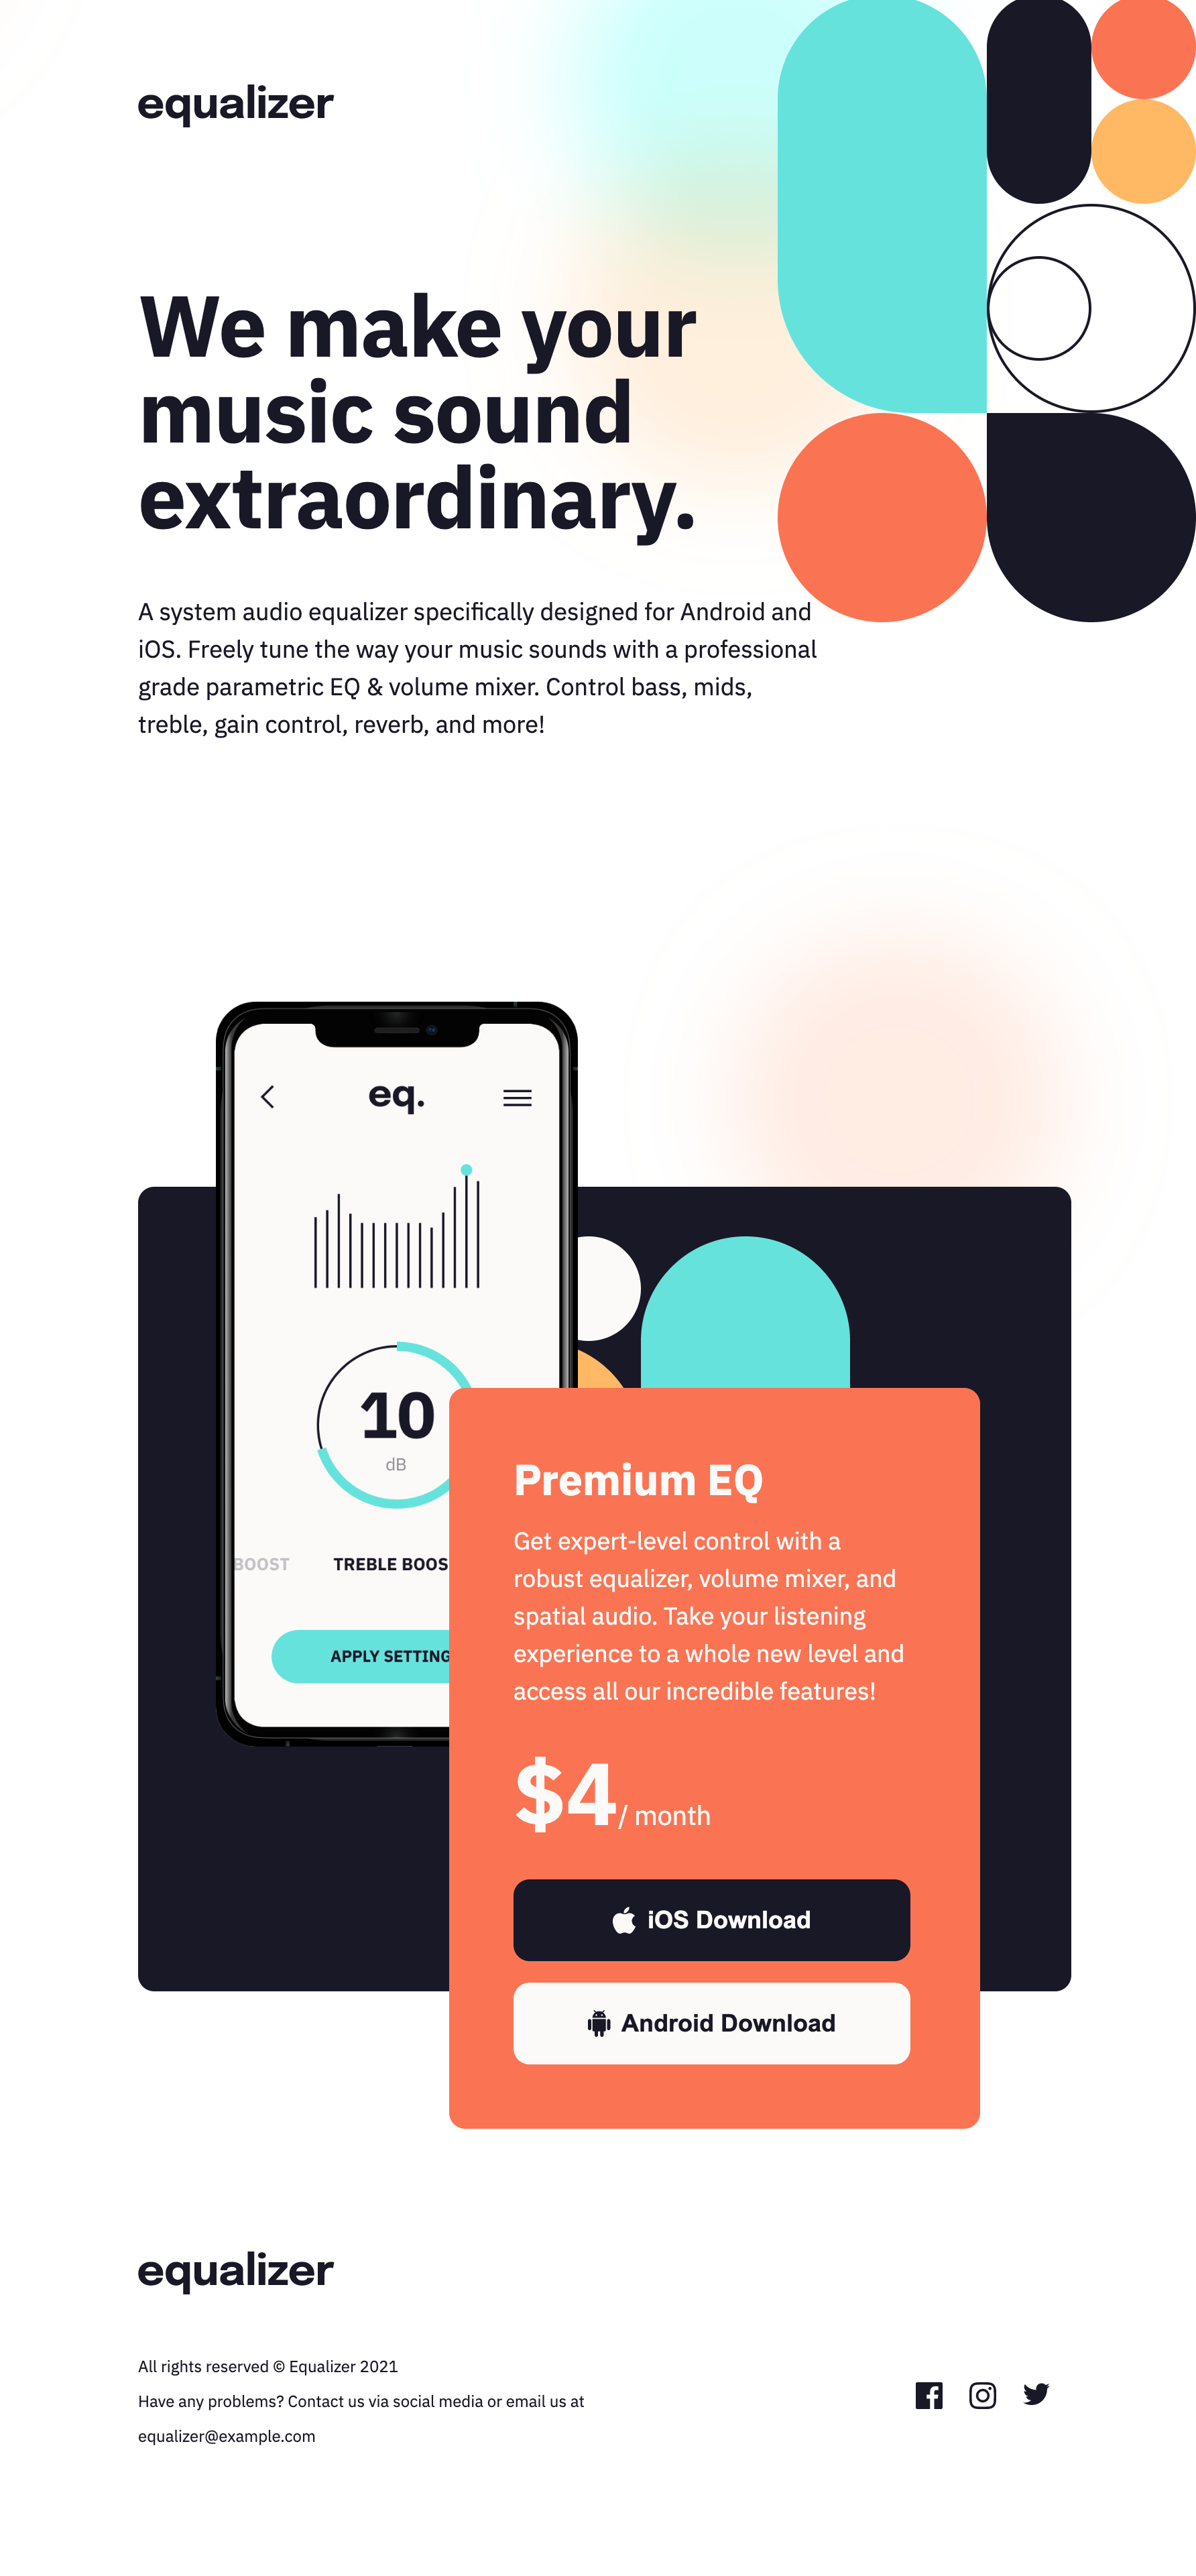 equalizer
We make your
music sound
extraordinary.
A system audio equalizer specifically designed for Android and
iOS. Freely tune the way your music sounds with a professional
grade parametric EQ & volume mixer. Control bass, mids,
treble, gain control, reverb, and more!
eq.
10
dB
BOOST TREBLE BOOS
APPLY SETTING
Premium EQ
Get expert-level control with a
robust equalizer, volume mixer, and
spatial audio. Take your listening
experience to a whole new level and
access all our incredible features!
$4/ month
iOS Download
Android Download
equalizer
All rights reserved © Equalizer 2021
Have any problems? Contact us via social media or email us at
equalizer@example.com